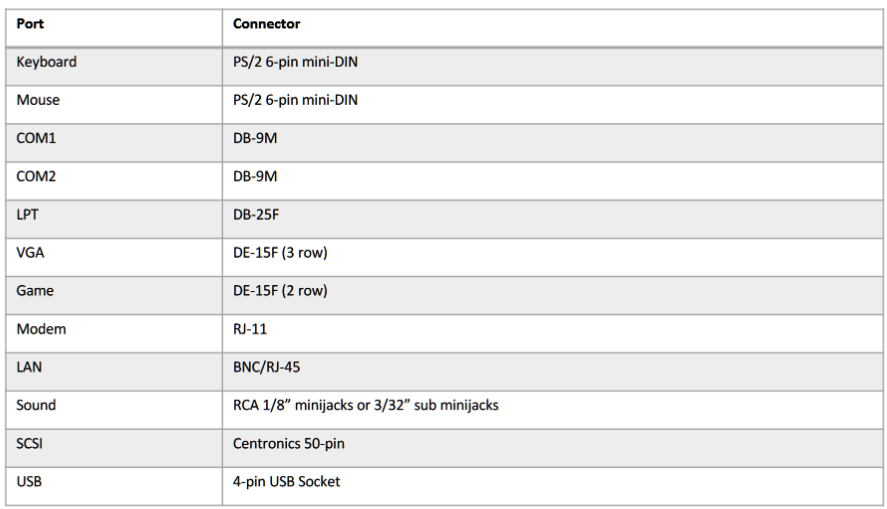 Port Connector
Keyboard PS/2 6-pin mini-DIN
Mouse PS/2 6-pin mini-DIN
COM1 DB-9M
COM2 DB-9M
LPT DB-25F
VGA DE-15F (3 row)
Game DE-15F (2 row)
Modem RJ-11
LAN BNC/RJ-45
Sound RCA 1/8” minijacks or 3/32” sub minijacks
SCSI Centronics 50-pin
USB 4-pin USB Socket